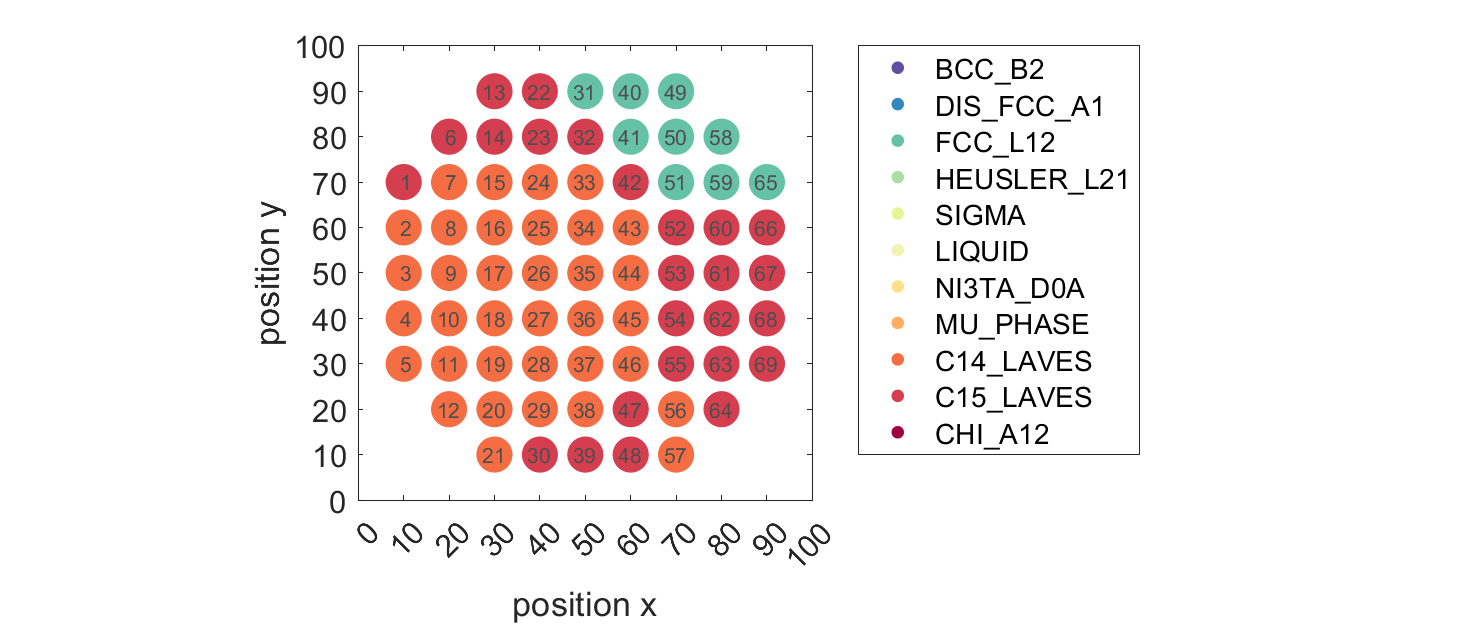 100
90
80
70
60
50
40
30
20
10
0
position y
13 22 31 40 49
6 14 23 32 41 50 58
1 7 15 24 33 42 51 59 65
2 8 16 25 34 43 52 60 66
3 9 17 26 35 44 53 61 67
4 10 18 27 36 45 54 62 68
5 11 19 28 37 46 55 63 69
12 20 29 38 47 56 64
21 30 39 48 57
0 10 20 30 40 50 60 70 80 90 100
position x
BCC_B2
DIS_FCC_A1
FCC_L12
HEUSLER_L21
SIGMA
LIQUID
NI3TA_D0A
MU_PHASE
C14_LAVES
C15_LAVES
CHI_A12